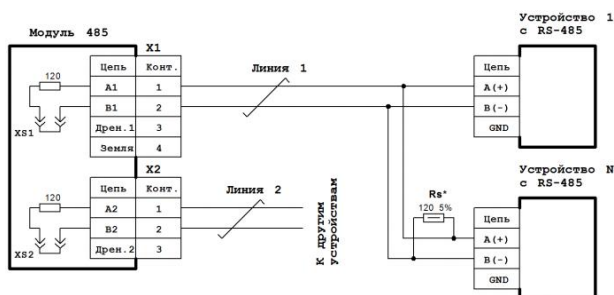 Модуль 485
X1
Цепь Конт.
120
A1 1
B1 2
XS1
Дрен.1 3
Земля 4
X2
Цепь Конт.
120
A2 1
B2 2
XS2
Дрен.2 3
Линия 1
Линия 2
К другим
устройствам
Устройство 1
с RS-485
Цепь
A(+)
B(-)
GND
Устройство N
с RS-485
Rs*
120 5%
Цепь
A(+)
B(-)
GND